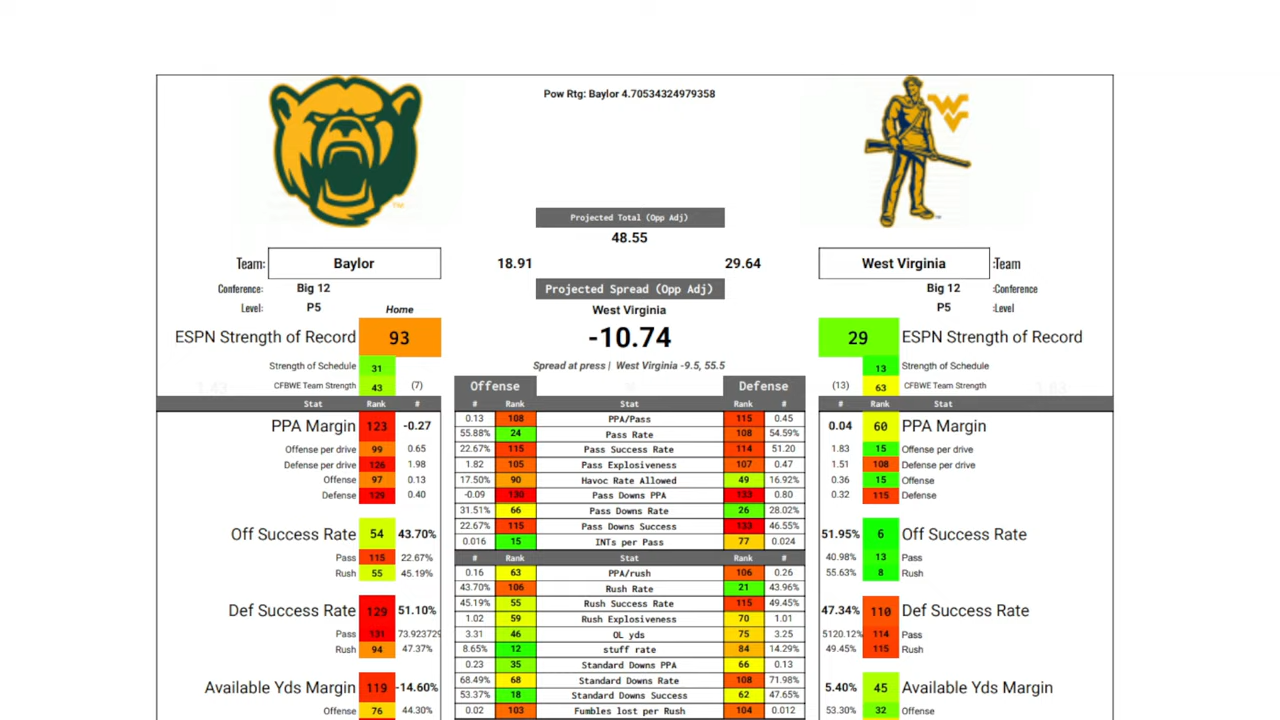 Pow Rtg: Baylor 4.70534324979358
Projected Total (Opp Adj)
48.55
Team: Baylor 18.91 29.64 West Virginia :Team
Conference: Big 12 Projected Spread (Opp Adj) Big 12 :Conference
Level: P5 Home West Virginia P5 :Level
ESPN Strength of Record 93 -10.74 29 ESPN Strength of Record
Strength of Schedule 31 Spread at press | West Virginia -9.5, 55.5 13 Strength of Schedule
CFBWE Team Strength 43 (7) Offense Defense (13) 63 CFBWE Team Strength
Stat Rank # # Rank Stat Rank # # Rank Stat
PPA Margin 123 -0.27 0.13 108 PPA/Pass 115 0.45 0.04 60 PPA Margin
55.88% 24 Pass Rate 108 54.59%
Offense per drive 99 0.65 22.67% 115 Pass Success Rate 114 51.20 1.83 15 Offense per drive
Defense per drive 126 1.98 1.82 105 Pass Explosiveness 107 0.47 1.51 108 Defense per drive
Offense 97 0.13 17.50% 90 Havoc Rate Allowed 49 16.92% 0.36 15 Offense
Defense 129 0.40 -0.09 130 Pass Downs PPA 133 0.80 0.32 115 Defense
31.51% 66 Pass Downs Rate 26 28.02%
Off Success Rate 54 43.70% 22.67% 115 Pass Downs Success 133 46.55% 51.95% 6 Off Success Rate
0.016 15 INTs per Pass 77 0.024
Pass 115 22.67% # Rank Stat Rank # 40.98% 13 Pass
Rush 55 45.19% 0.16 63 PPA/rush 106 0.26 55.63% 8 Rush
43.70% 106 Rush Rate 21 43.96%
Def Success Rate 129 51.10% 45.19% 55 Rush Success Rate 115 49.45% 47.34% 110 Def Success Rate
1.02 59 Rush Explosiveness 70 1.01
Pass 131 73.923729 3.31 46 OL yds 75 3.25 5120.12% 114 Pass
Rush 94 47.37% 8.65% 12 stuff rate 84 14.29% 49.45% 115 Rush
0.23 35 Standard Downs PPA 66 0.13
Available Yds Margin 119 -14.60% 68.49% 68 Standard Downs Rate 108 71.98% 5.40% 45 Available Yds Margin
53.37% 18 Standard Downs Success 62 47.65%
Offense 76 44.30% 0.02 103 Fumbles lost per Rush 104 0.012 53.30% 32 Offense